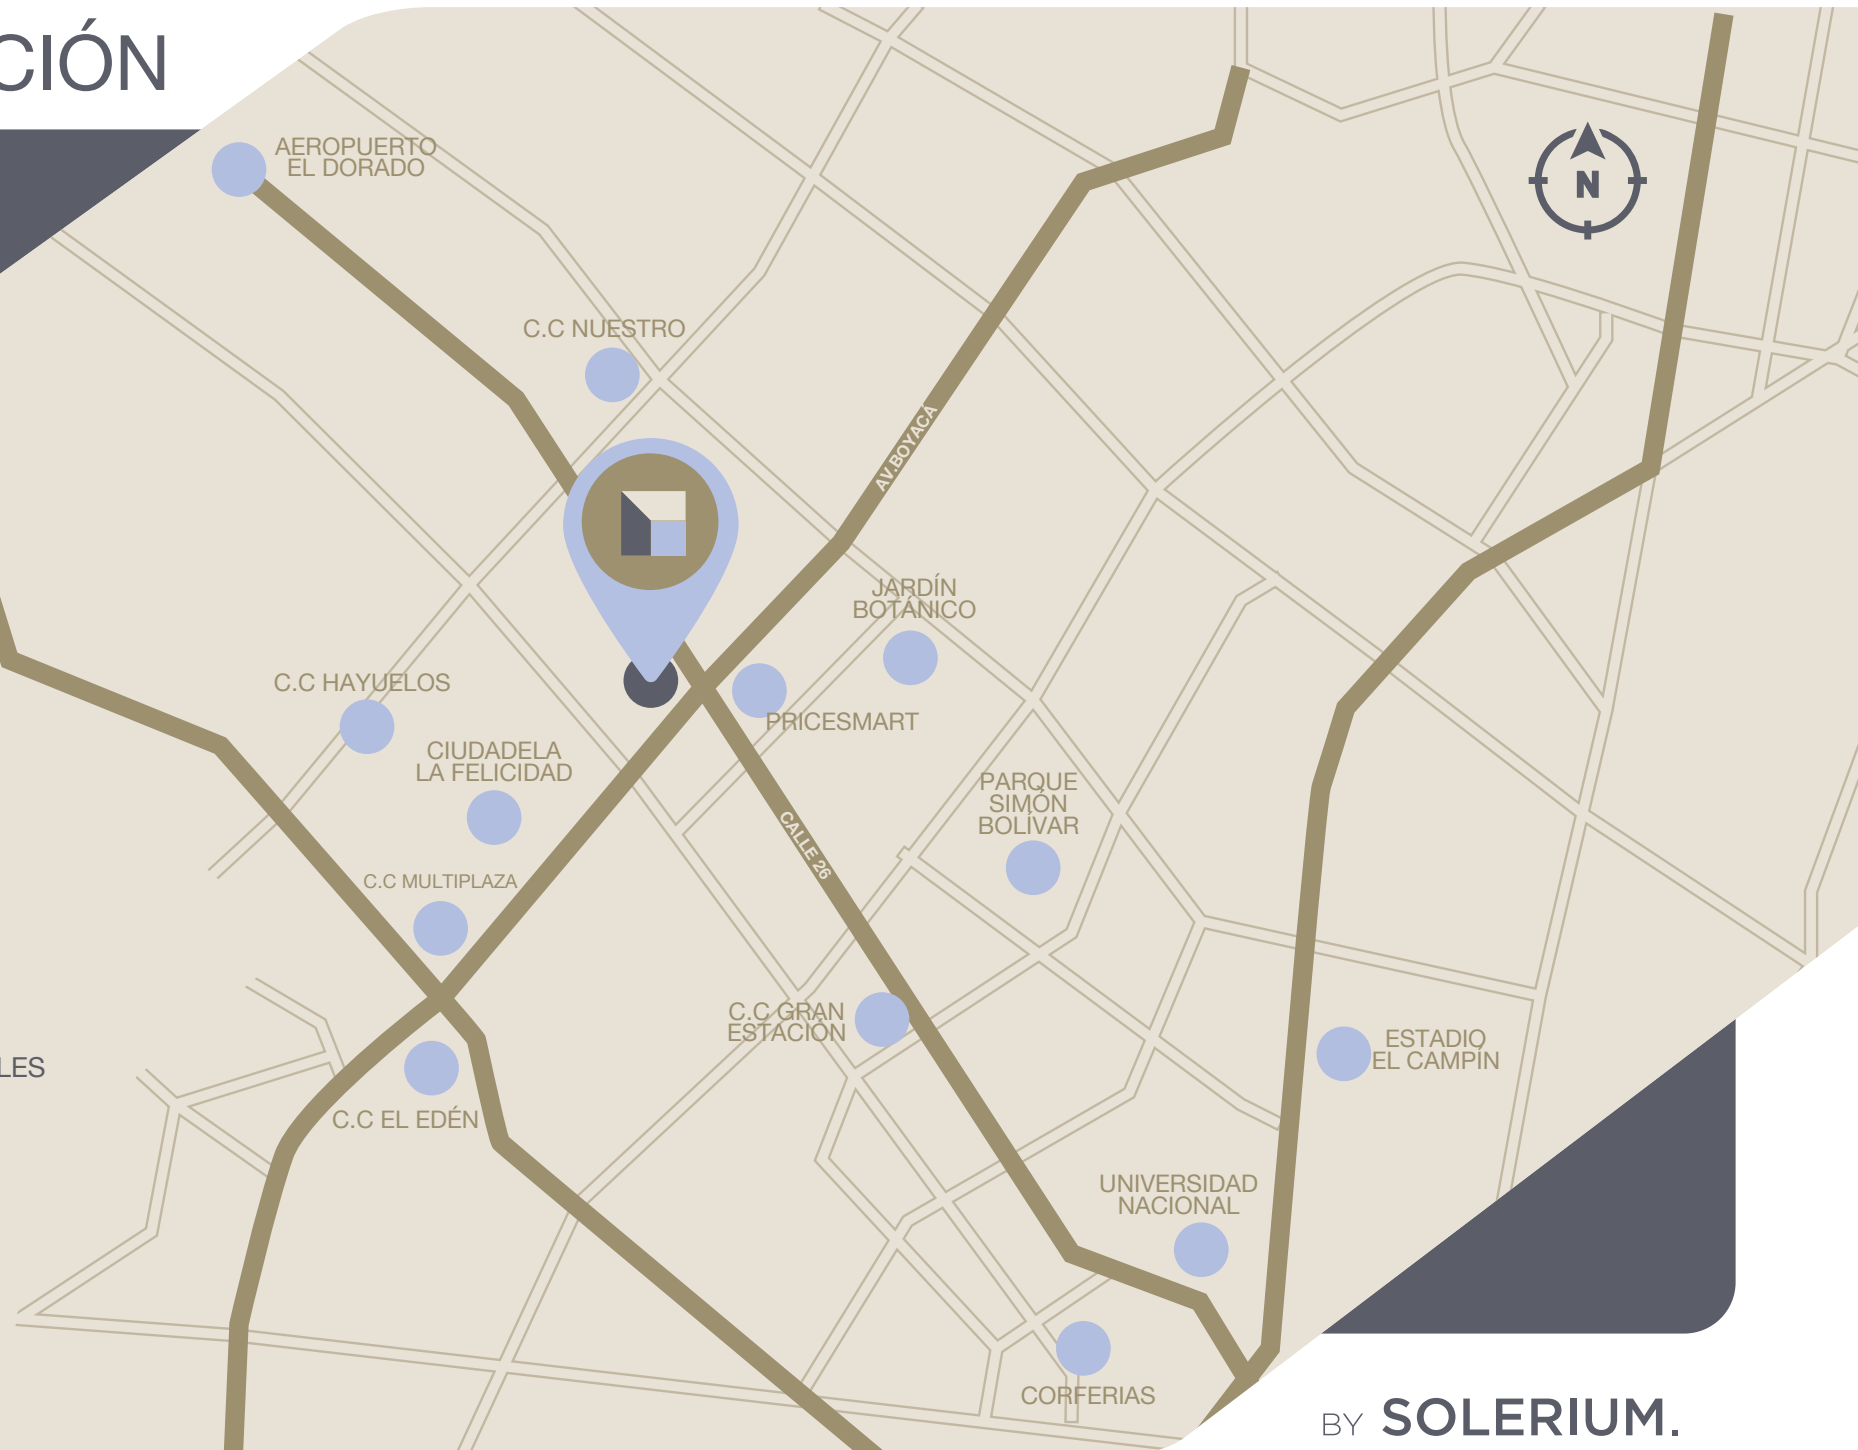 CIÓN
AEROPUERTO
EL DORADO
N
C.C NUESTRO
AV.BOYACÁ
JARDÍN
BOTÁNICO
C.C HAYUELOS
PRICESMART
CIUDADELA
LA FELICIDAD
PARQUE
SIMÓN
BOLÍVAR
CALLE 26
C.C MULTIPLAZA
C.C GRAN
ESTACIÓN
ESTADIO
EL CAMPÍN
LES
C.C EL EDÉN
UNIVERSIDAD
NACIONAL
CORFERIAS
BY SOLERIUM.